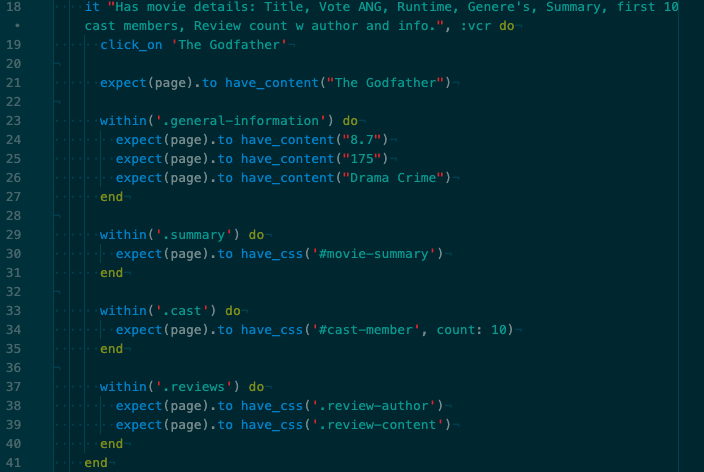 18 it "Has movie details: Title, Vote ANG, Runtime, Genere's, Summary, first 10
• cast members, Review count w author and info.", :vcr do
19 click_on 'The Godfather'
20
21 expect(page).to have_content("The Godfather")
22
23 within('.general-information') do
24 expect(page).to have_content("8.7")
25 expect(page).to have_content("175")
26 expect(page).to have_content("Drama Crime")
27 end
28
29 within('.summary') do
30 expect(page).to have_css('#movie-summary')
31 end
32
33 within('.cast') do
34 expect(page).to have_css('#cast-member', count: 10)
35 end
36
37 within('.reviews') do
38 expect(page).to have_css('.review-author')
39 expect(page).to have_css('.review-content')
40 end
41 end